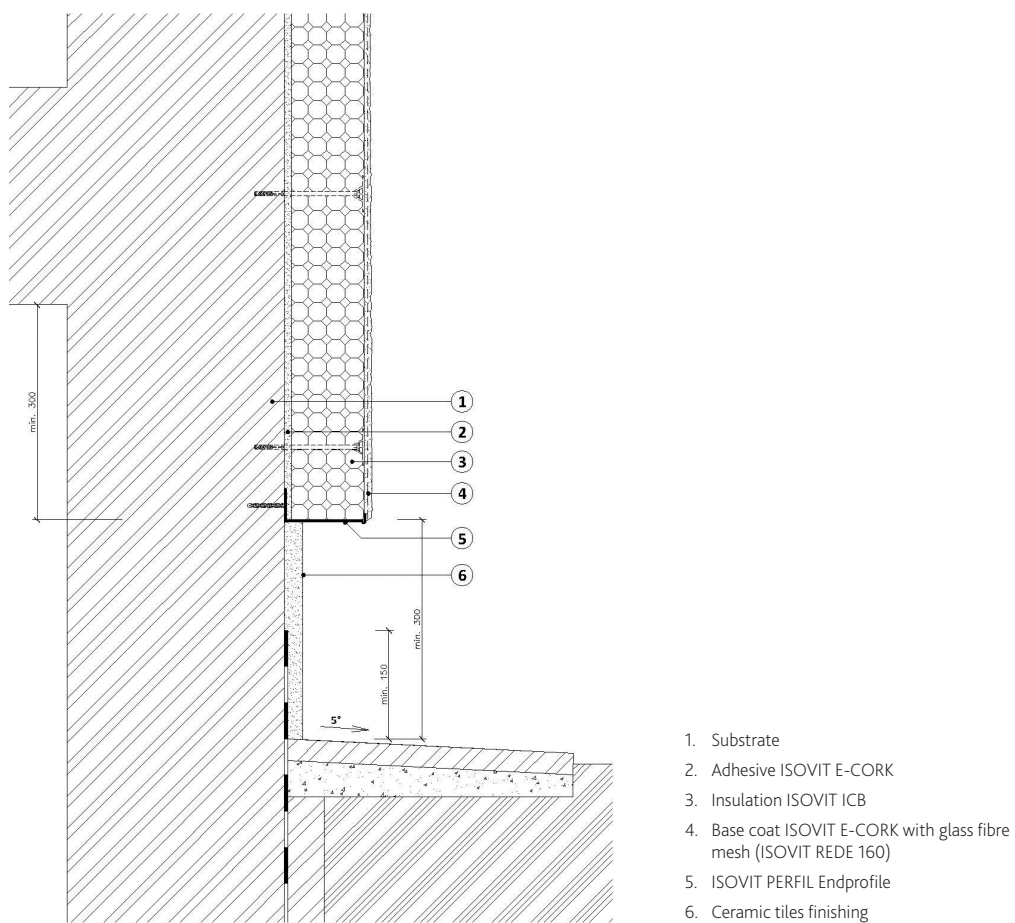 min. 300
1
2
3
4
5
6
min. 300
min. 150
5°
1. Substrate
2. Adhesive ISOVIT E-CORK
3. Insulation ISOVIT ICB
4. Base coat ISOVIT E-CORK with glass fibre
mesh (ISOVIT REDE 160)
5. ISOVIT PERFIL Endprofile
6. Ceramic tiles finishing